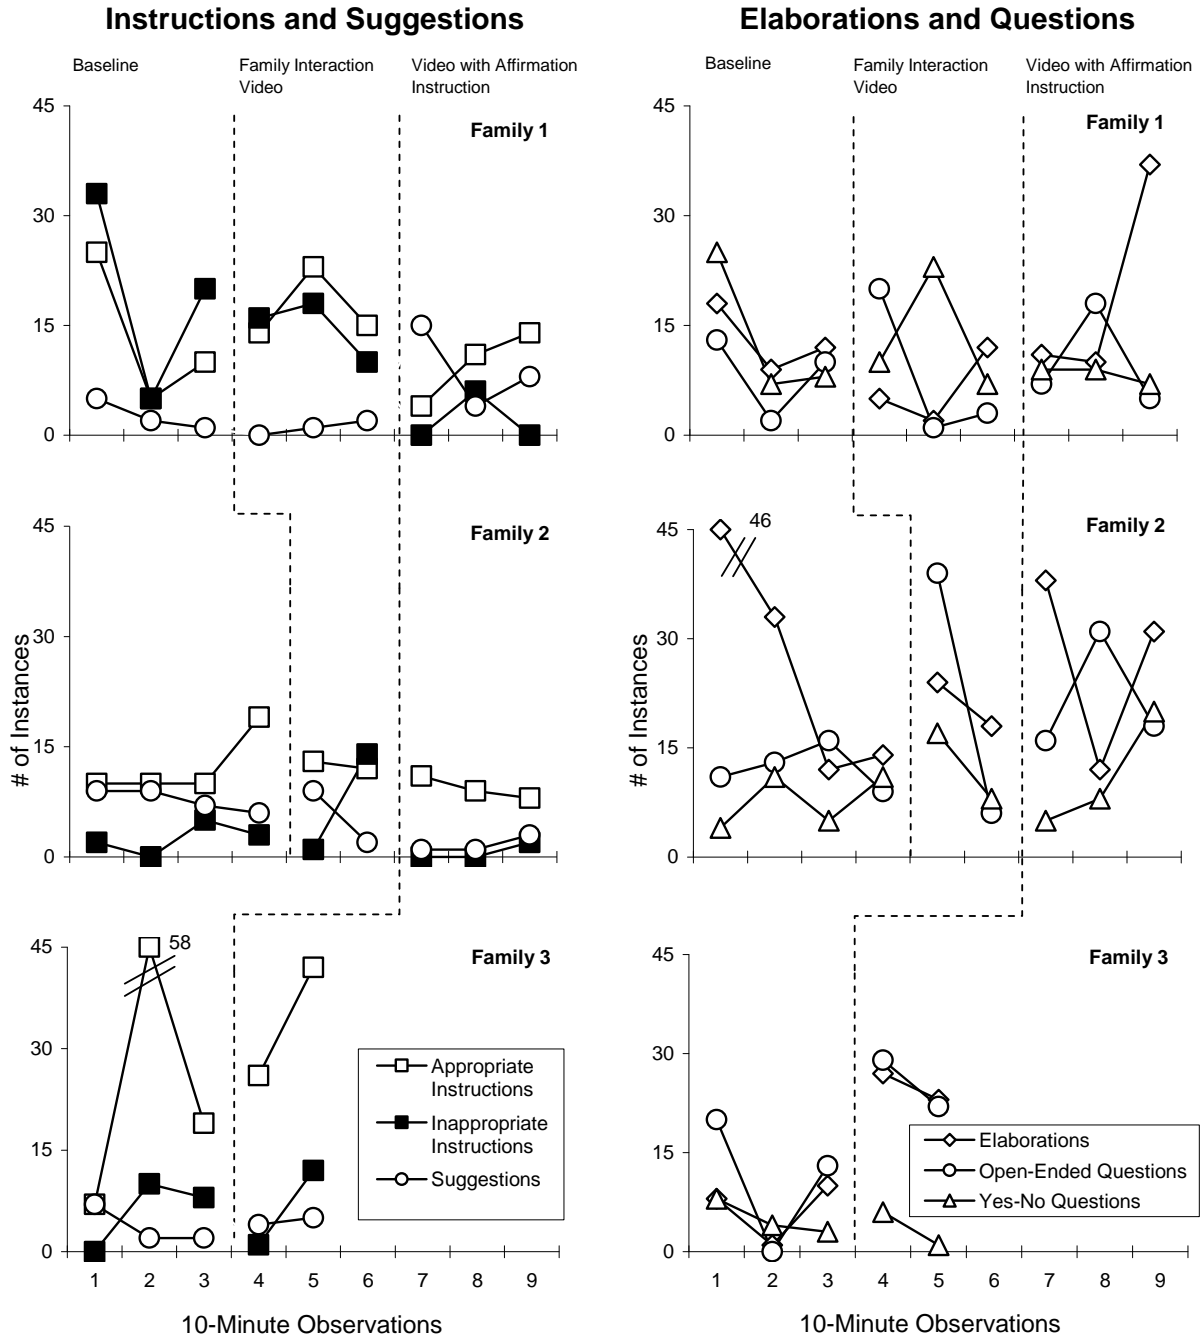 Instructions and Suggestions
Elaborations and Questions
Baseline
Family Interaction
Video
Video with Affirmation
Instruction
Baseline
Family Interaction
Video
Video with Affirmation
Instruction
45
30
15
0
Family 1
45
30
15
0
Family 1
# of Instances
45
30
15
0
Family 2
# of Instances
45
30
15
0
46
Family 2
45
30
15
0
58
Family 3
Appropriate
Instructions
Inappropriate
Instructions
Suggestions
1 2 3 4 5 6 7 8 9
10-Minute Observations
45
30
15
0
Family 3
Elaborations
Open-Ended Questions
Yes-No Questions
1 2 3 4 5 6 7 8 9
10-Minute Observations